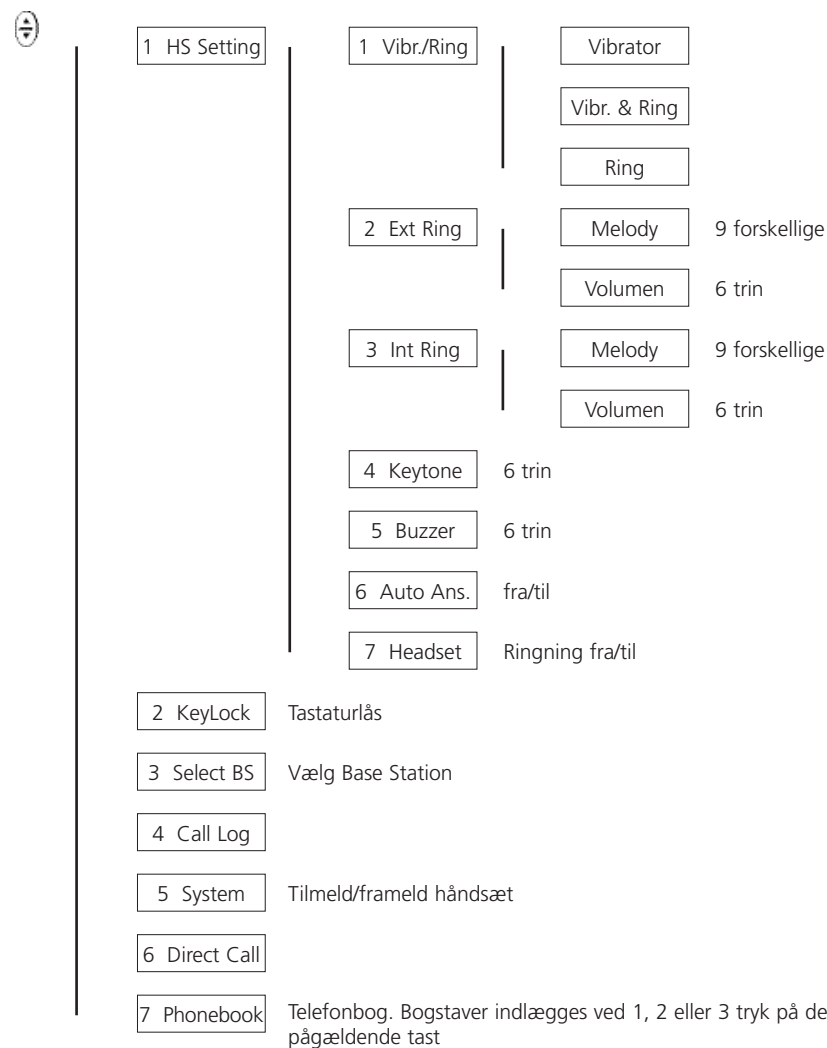 1 HS Setting
1 Vibr./Ring
Vibrator
Vibr. & Ring
Ring
2 Ext Ring
Melody 9 forskellige
Volumen 6 trin
3 Int Ring
Melody 9 forskellige
Volumen 6 trin
4 Keytone 6 trin
5 Buzzer 6 trin
6 Auto Ans. fra/til
7 Headset Ringning fra/til
2 KeyLock Tastaturlås
3 Select BS Vælg Base Station
4 Call Log
5 System Tilmeld/frameld håndsæt
6 Direct Call
7 Phonebook Telefonbog. Bogstaver indlægges ved 1, 2 eller 3 tryk på de
pågældende tast